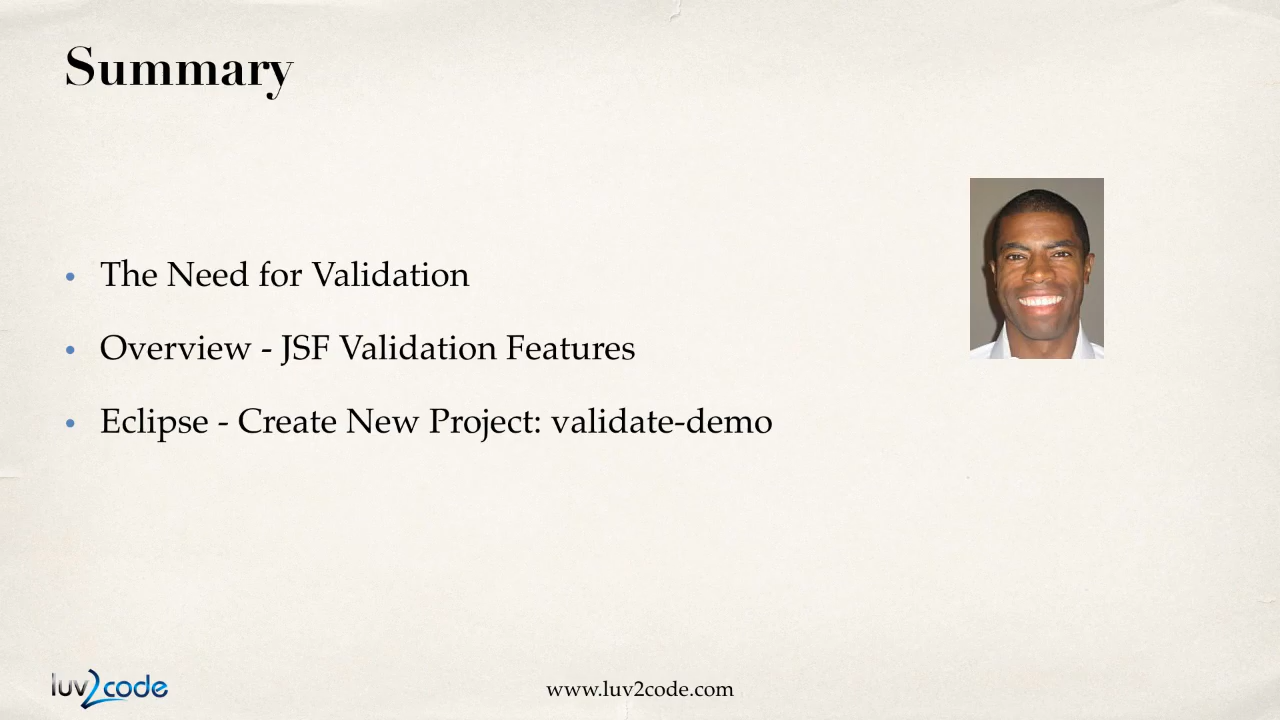 Summary
• The Need for Validation
• Overview - JSF Validation Features
• Eclipse - Create New Project: validate-demo
luv2code
www.luv2code.com